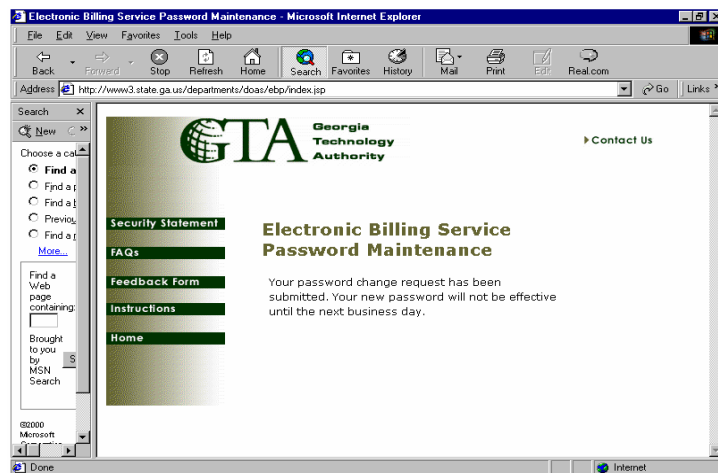 Electronic Billing Service Password Maintenance - Microsoft Internet Explorer
File Edit View Favorites Tools Help
Back Forward Stop Refresh Home Search Favorites History Mail Print Edit Real.com
Address http://www3.state.ga.us/departments/doas/ebp/index.jsp Go Links »
Search
New »
Choose a cat
Find a
Find a
Find a
Previou
Find a
More...
Find a
Web
page
containing:
Brought
to you
by S
MSN
Search
©2000
Microsoft
GTA Georgia
Technology
Authority
Contact Us
Security Statement
FAQs
Feedback Form
Instructions
Home
Electronic Billing Service
Password Maintenance
Your password change request has been
submitted. Your new password will not be effective
until the next business day.
Done Internet